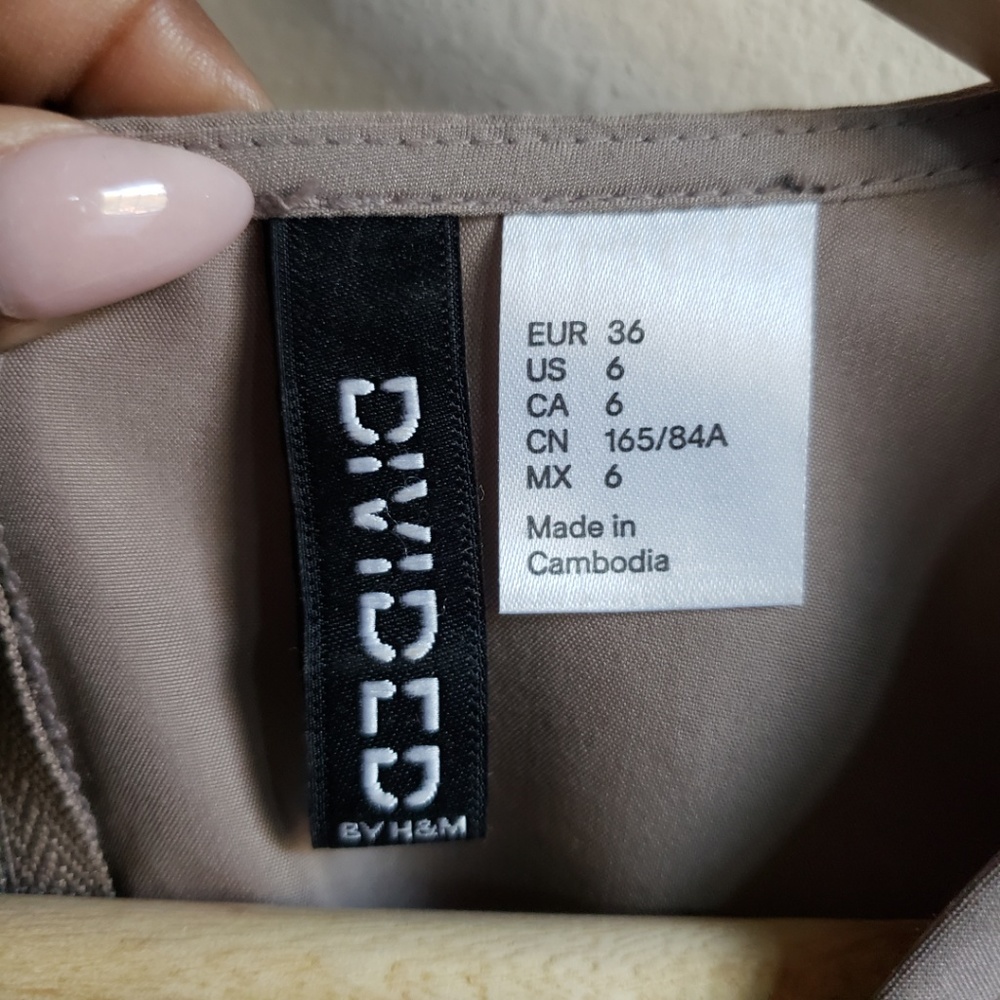 DIVIDED
BY H&M
EUR 36
US 6
CA 6
CN 165/84A
MX 6
Made in
Cambodia